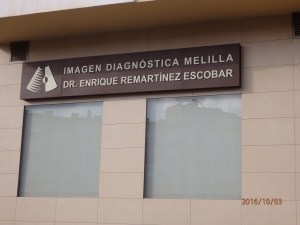 IMAGEN DIAGNÓSTICA MELILLA
DR. ENRIQUE REMARTÍNEZ ESCOBAR
2016/10/03